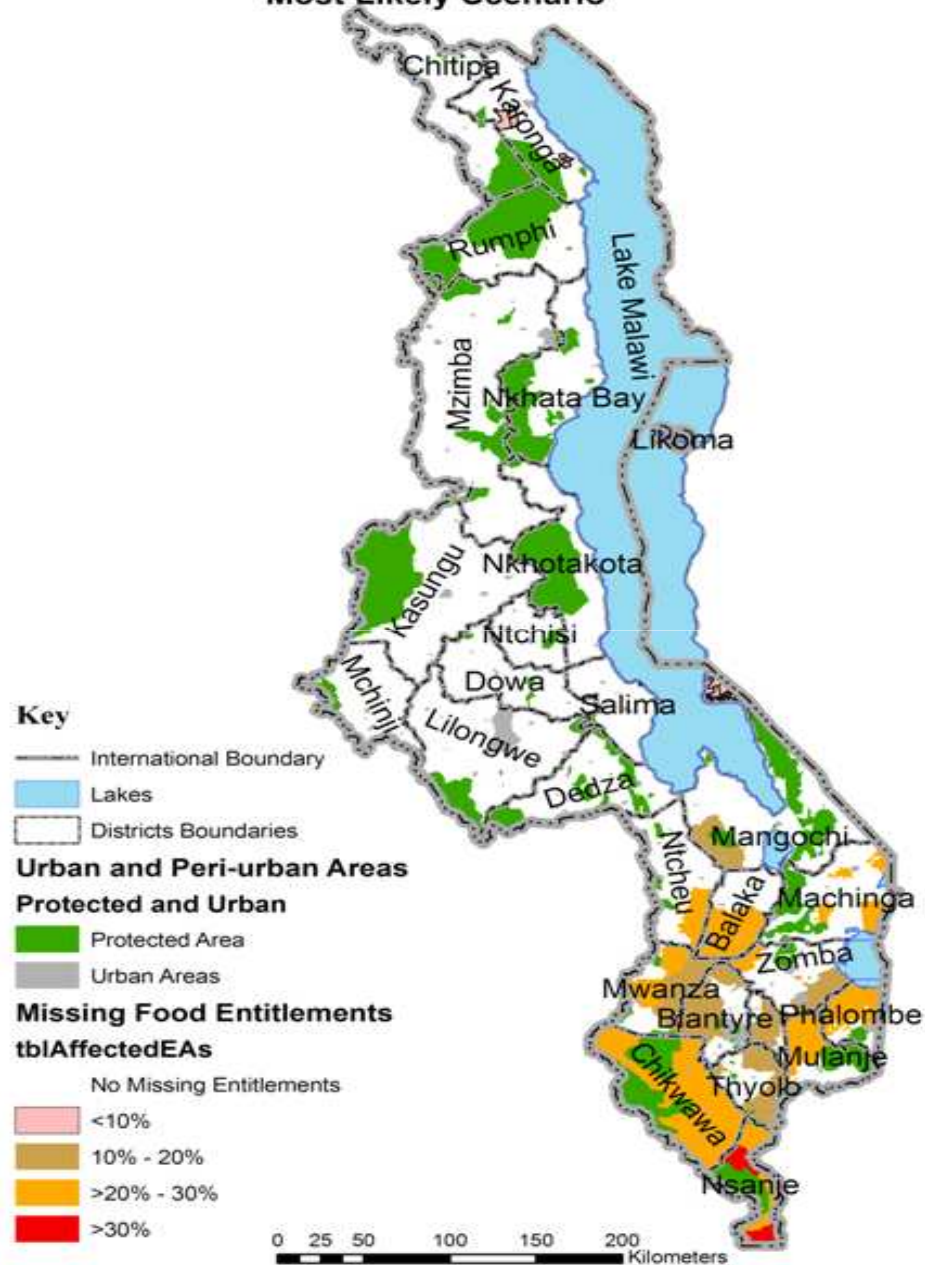 Most Likely Scenario
Chitipa
Karonga
Rumphi
Lake Malawi
Mzimba
Nkhata Bay
Likoma
Nkhotakota
Kasungu
Ntchisi
Dowa
Mchinji
Salima
Lilongwe
Dedza
Mangochi
Ntcheu
Machinga
Balaka
Zomba
Mwanza
Blantyre
Phalombe
Mulanje
Chikwawa
Thyolo
Nsanje
Key
International Boundary
Lakes
Districts Boundaries
Urban and Peri-urban Areas
Protected and Urban
Protected Area
Urban Areas
Missing Food Entitlements
tblAffectedEAs
No Missing Entitlements
<10%
10% - 20%
>20% - 30%
>30%
0 25 50 100 150 200
Kilometers